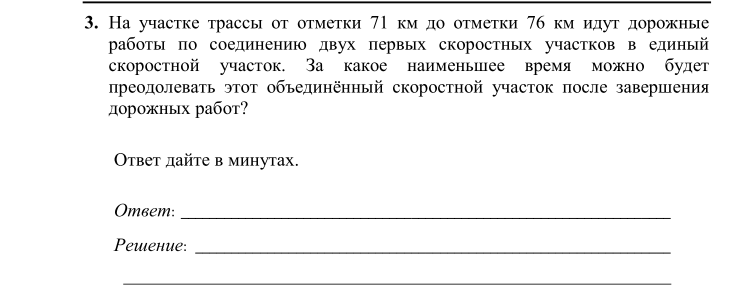 3. На участке трассы от отметки 71 км до отметки 76 км идут дорожные
работы по соединению двух первых скоростных участков в единый
скоростной участок. За какое наименьшее время можно будет
преодолевать этот объединённый скоростной участок после завершения
дорожных работ?
Ответ дайте в минутах.
Ответ:
Решение: